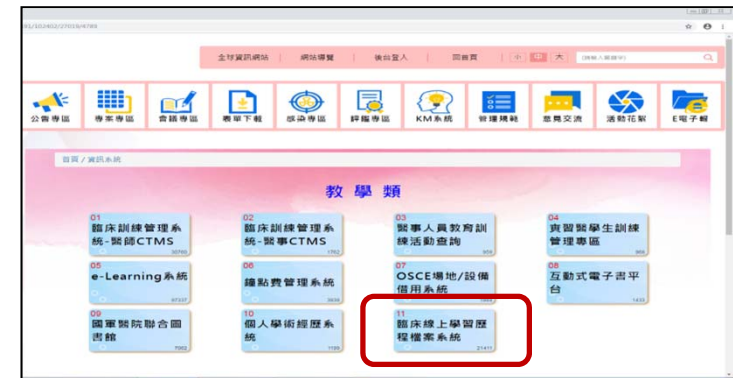 全球資訊網站 | 網站導覽 | 後台登入 | 回首頁 | 小 中 大
公告專區 專案專區 會議專區 表單下載 感染專區 評鑑專區 KM系統 管理規範 意見交流 活動花絮 E電子報
首頁 / 資訊系統
教學類
01
臨床訓練管理系
統-醫師CTMS
02
臨床訓練管理系
統-醫事CTMS
03
醫事人員教育訓
練活動查詢
04
實習醫學生訓練
管理專區
05
e-Learning系統
06
鐘點費管理系統
07
OSCE場地/設備
借用系統
08
互動式電子書平
台
09
國軍醫院聯合圖
書館
10
個人學術經歷系
統
11
臨床線上學習歷
程檔案系統
21411